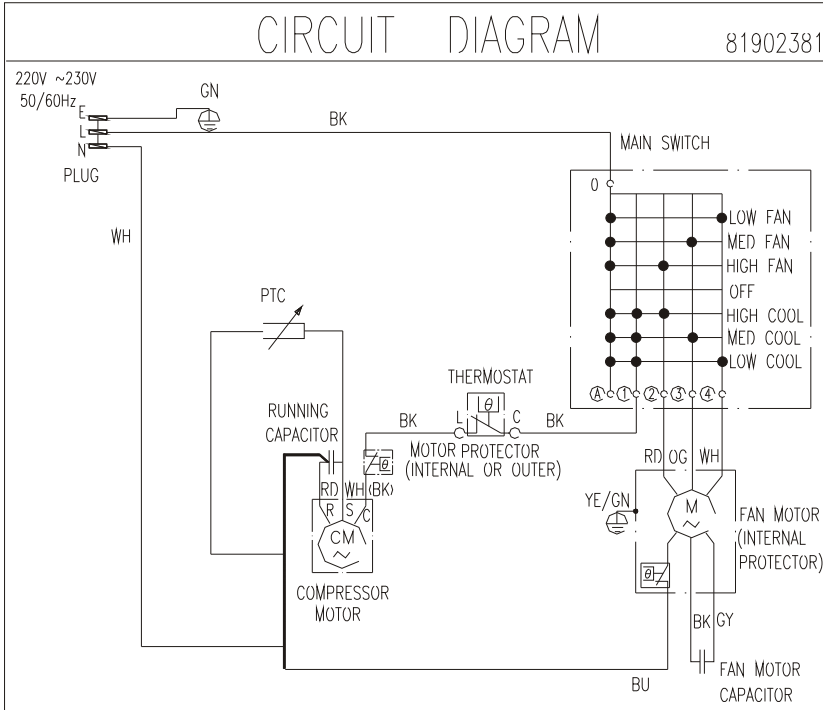 CIRCUIT DIAGRAM
81902381
220V ~230V
50/60Hz
E
L
N
PLUG
GN
BK
WH
MAIN SWITCH
0
LOW FAN
MED FAN
HIGH FAN
OFF
HIGH COOL
MED COOL
LOW COOL
A
1
2
3
4
PTC
RUNNING
CAPACITOR
THERMOSTAT
θ
BK
L
C
BK
MOTOR PROTECTOR
(INTERNAL OR OUTER)
θ
RD
WH
(BK)
R
S
C
CM
~
COMPRESSOR
MOTOR
RD
OG
WH
YE/GN
M
~
FAN MOTOR
(INTERNAL
PROTECTOR)
θ
BK
GY
BU
FAN MOTOR
CAPACITOR